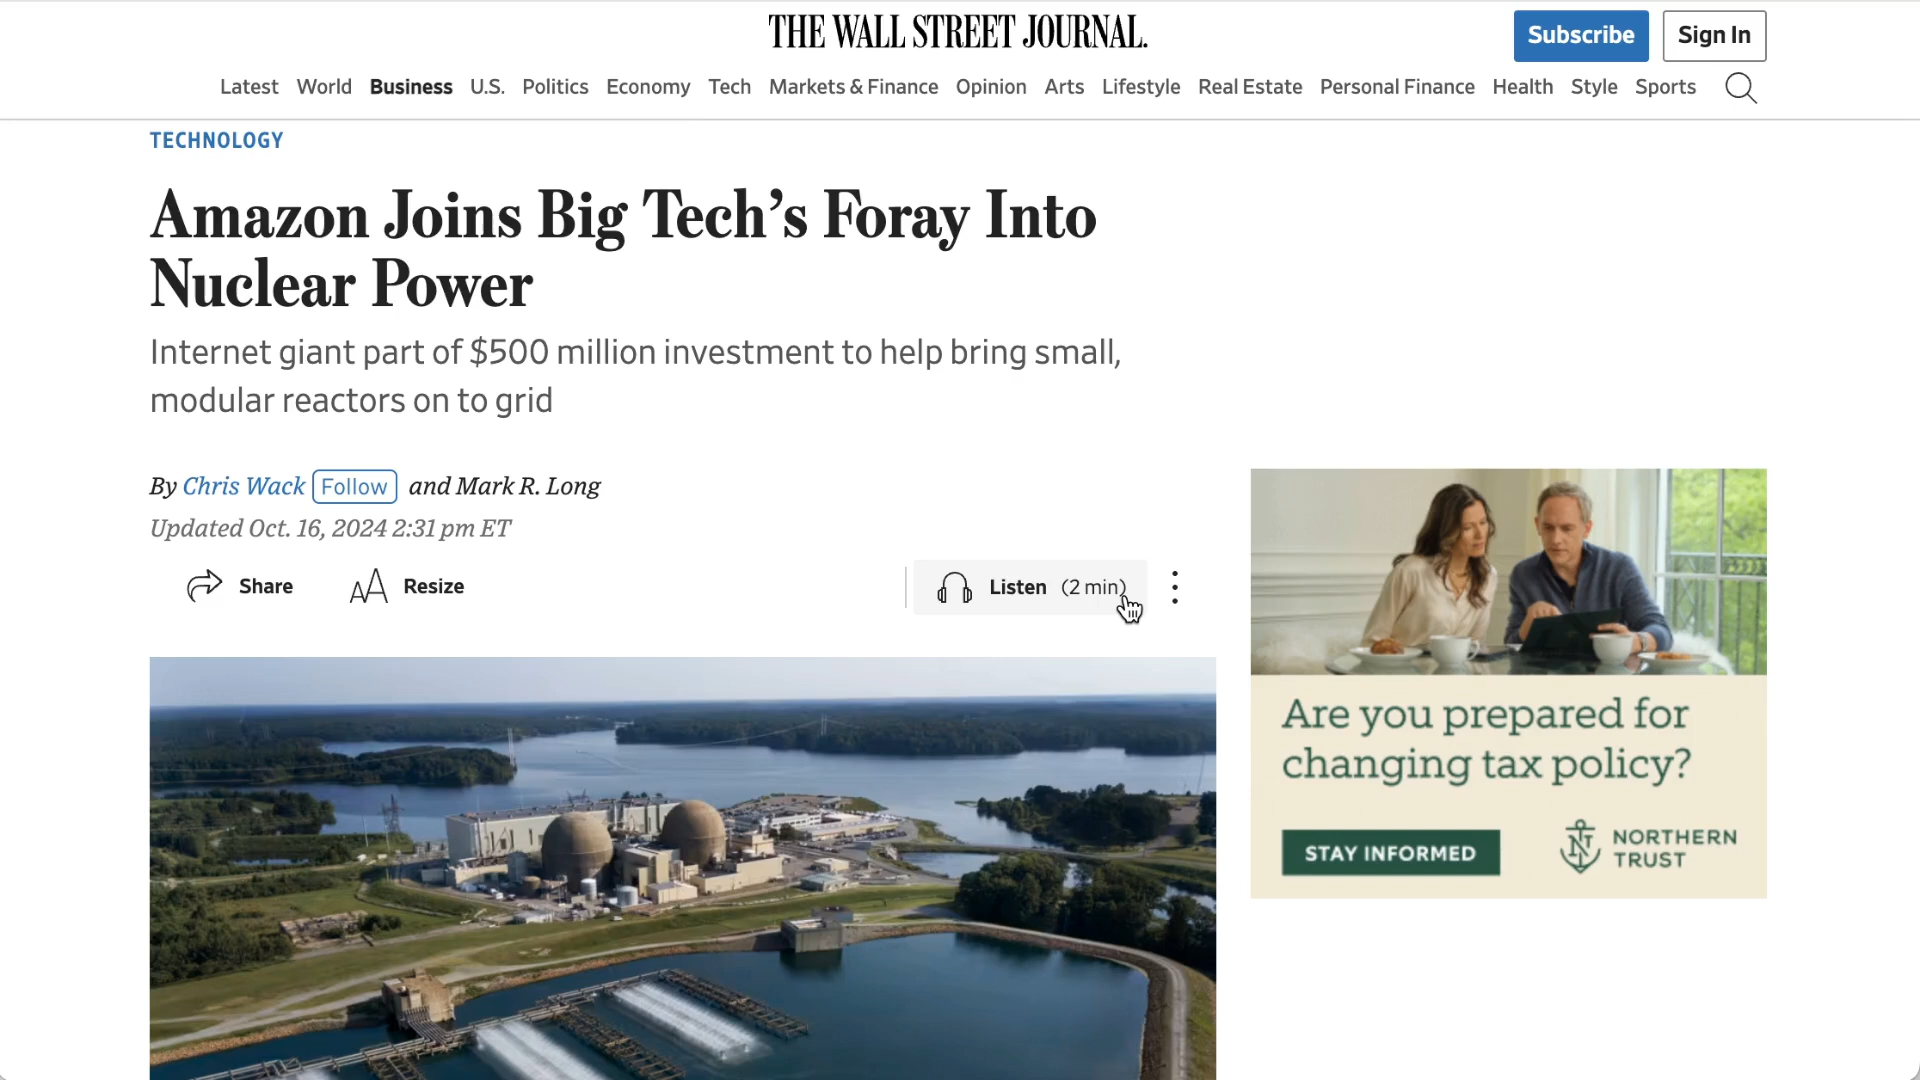 THE WALL STREET JOURNAL.
Subscribe
Sign In
Latest World Business U.S. Politics Economy Tech Markets & Finance Opinion Arts Lifestyle Real Estate Personal Finance Health Style Sports
TECHNOLOGY
Amazon Joins Big Tech’s Foray Into
Nuclear Power
Internet giant part of $500 million investment to help bring small,
modular reactors on to grid
By Chris Wack Follow and Mark R. Long
Updated Oct. 16, 2024 2:31 pm ET
Share
AA Resize
Listen (2 min)
Are you prepared for
changing tax policy?
STAY INFORMED
NT
NORTHERN
TRUST